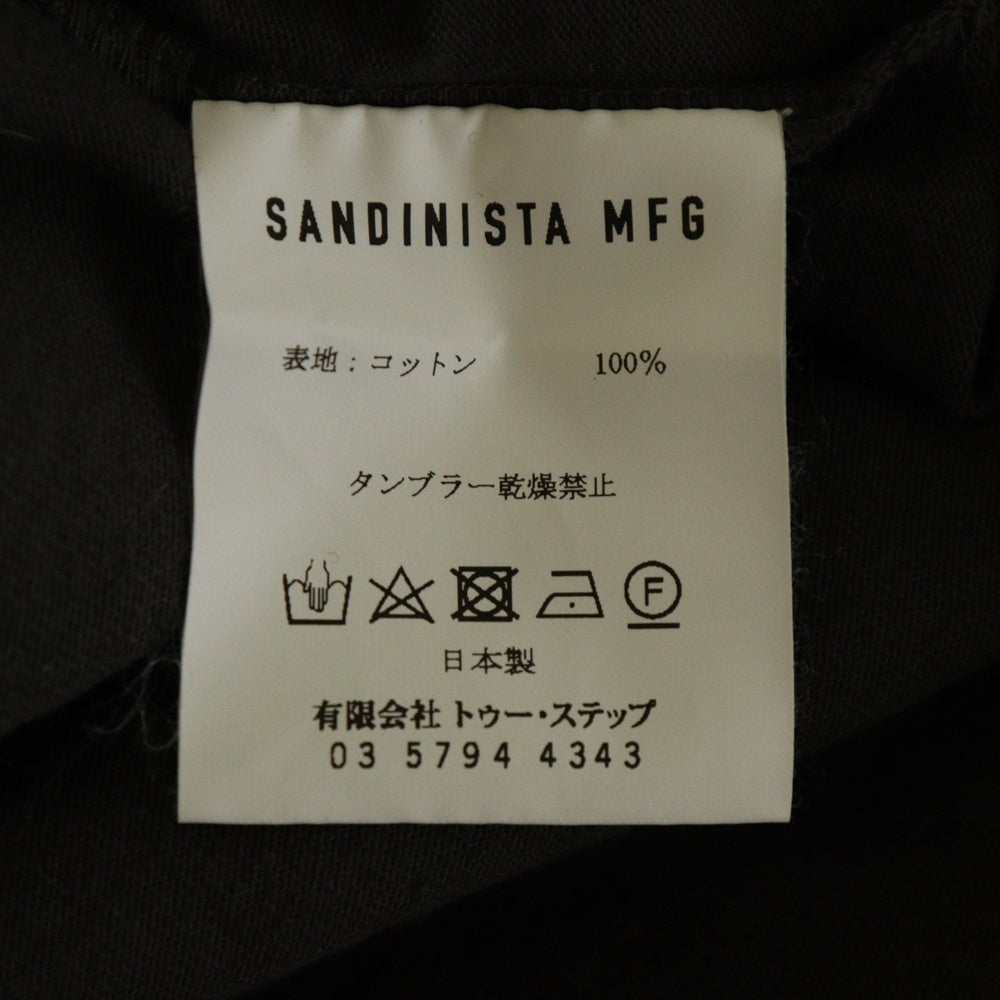 SANDINISTA MFG
表地：コットン 100%
タンブラー乾燥禁止
F
日本製
有限会社 トゥー・ステップ
03 5794 4343